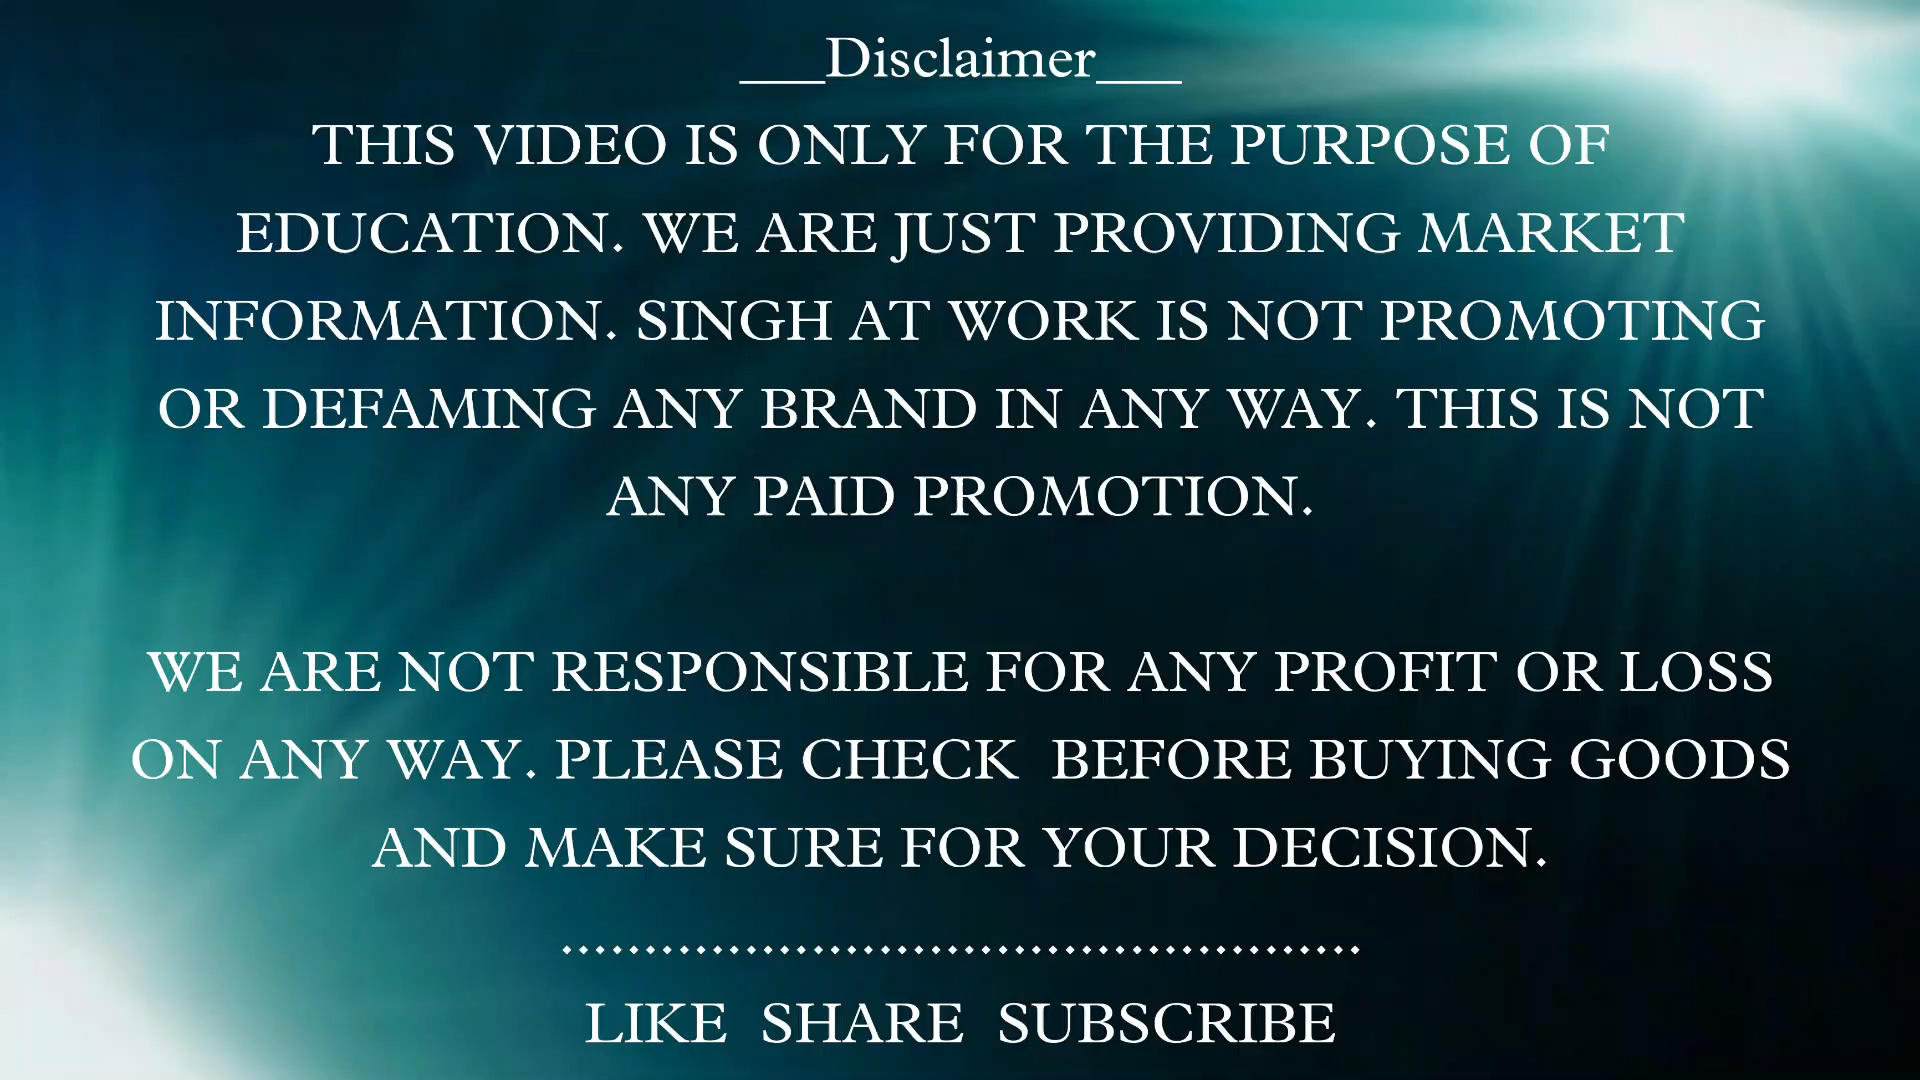 ___Disclaimer___
THIS VIDEO IS ONLY FOR THE PURPOSE OF
EDUCATION. WE ARE JUST PROVIDING MARKET
INFORMATION. SINGH AT WORK IS NOT PROMOTING
OR DEFAMING ANY BRAND IN ANY WAY. THIS IS NOT
ANY PAID PROMOTION.
WE ARE NOT RESPONSIBLE FOR ANY PROFIT OR LOSS
ON ANY WAY. PLEASE CHECK  BEFORE BUYING GOODS
AND MAKE SURE FOR YOUR DECISION.
................................................
LIKE  SHARE  SUBSCRIBE